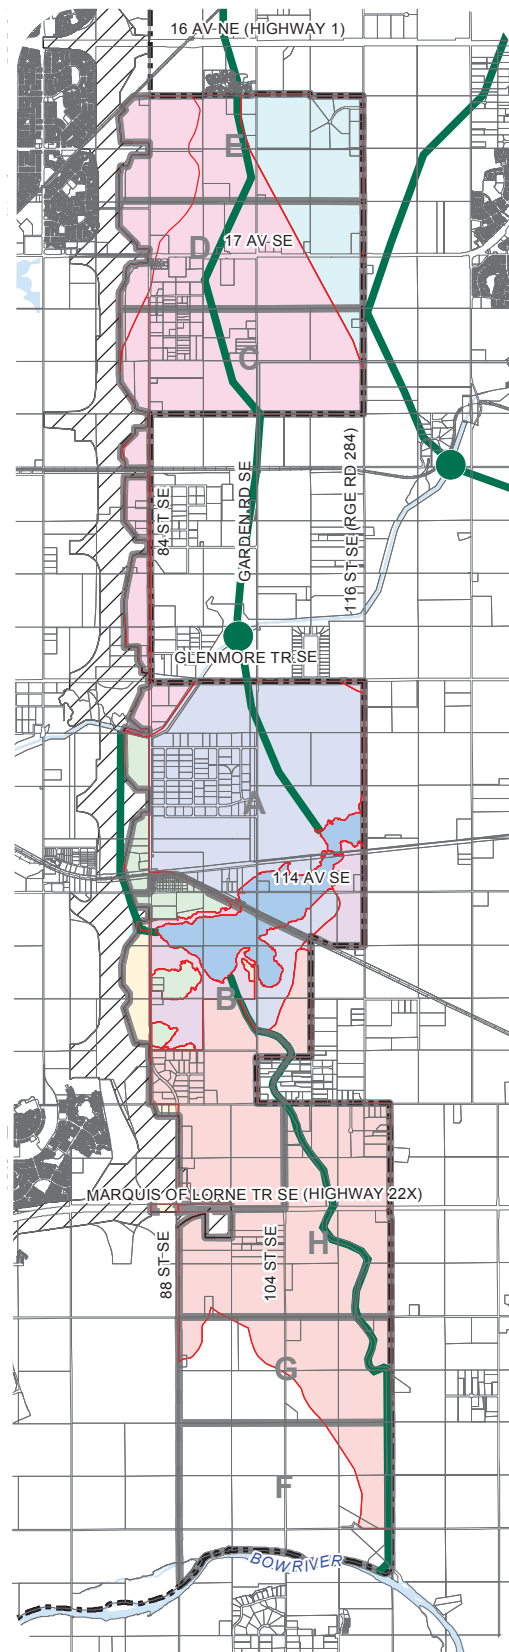 16 AV NE (HIGHWAY 1)
E
D
17 AV SE
C
84 ST SE
GARDEN RD SE
116 ST SE (RGE RD 284)
GLENMORE TR SE
A
114 AV SE
B
MARQUIS OF LORNE TR SE (HIGHWAY 22X)
88 ST SE
104 ST SE
H
G
F
BOW RIVER